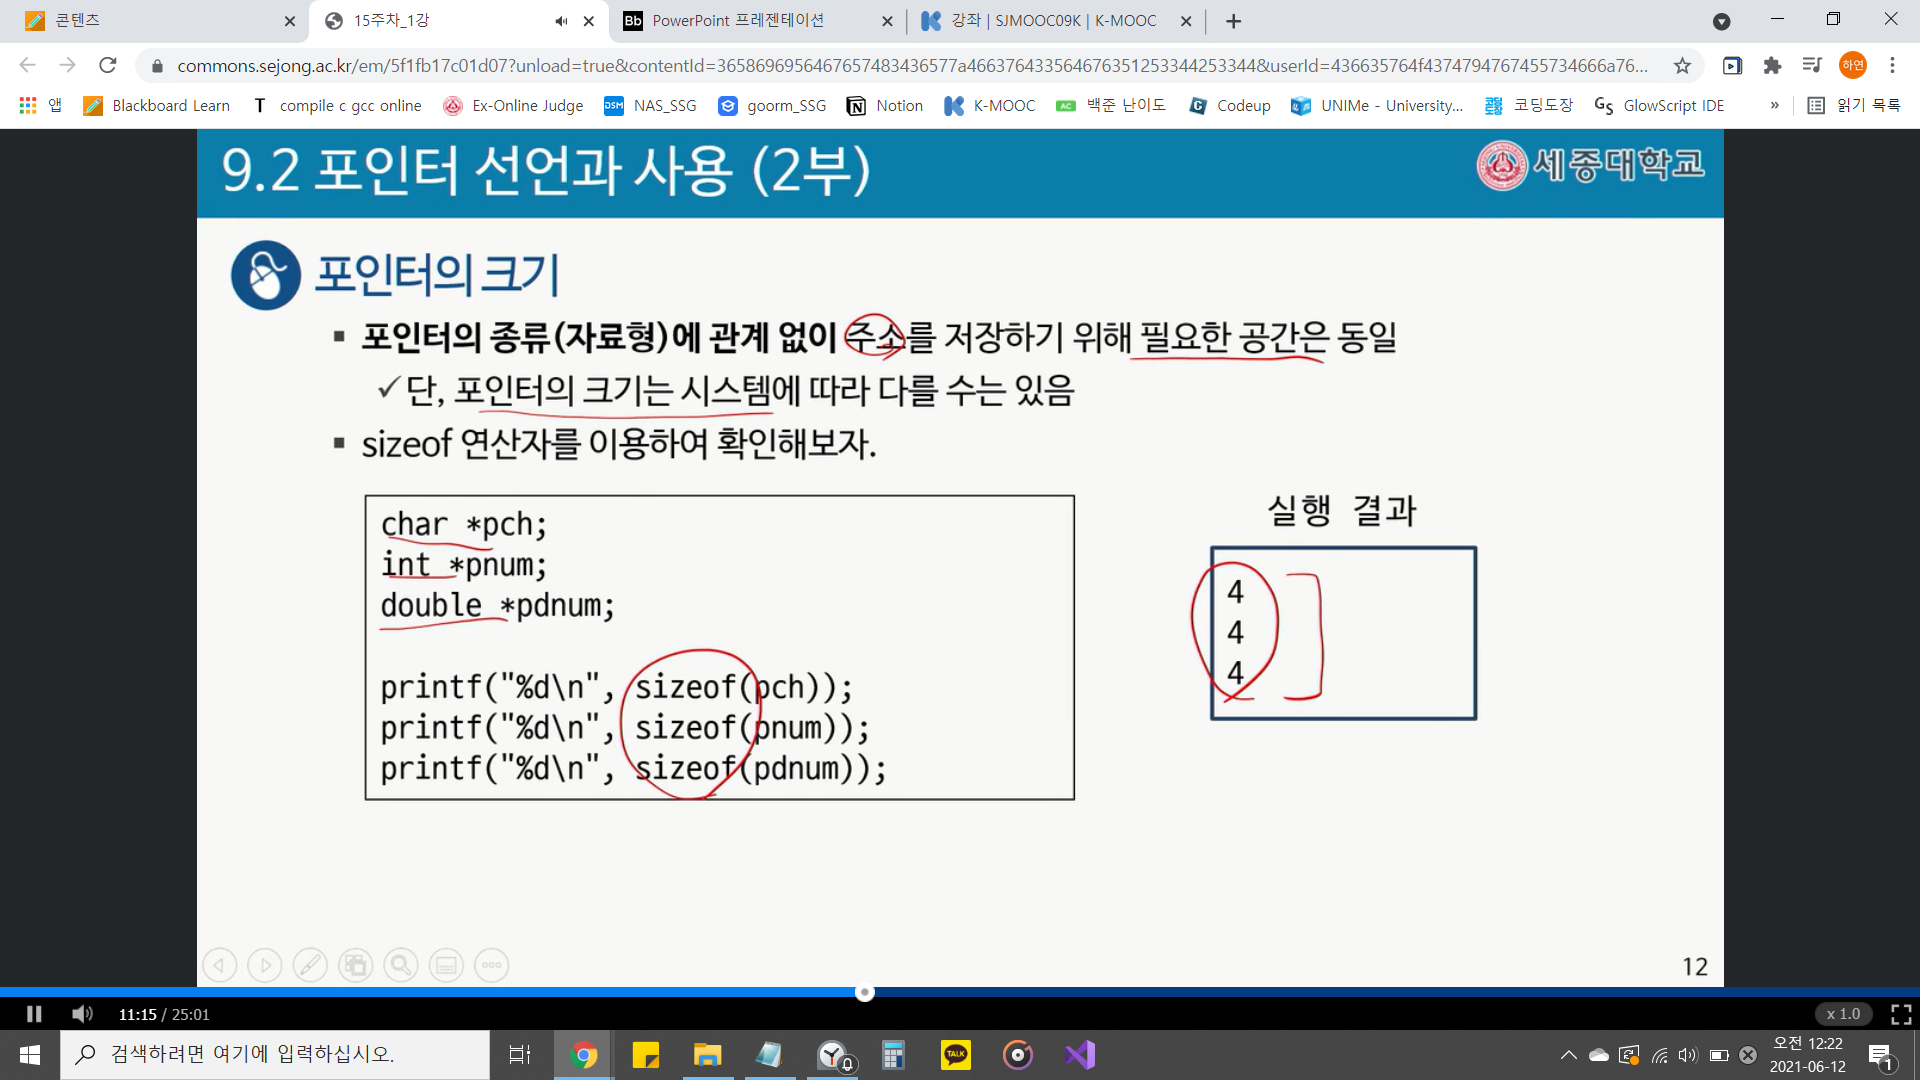 콘텐츠
15주차_1강
Bb PowerPoint 프레젠테이션
강좌 | SJMOOC09K | K-MOOC
commons.sejong.ac.kr/em/5f1fb17c01d07?unload=true&contentId=3658696956467657483436577a46637643356467635125334425334​4&userId=436635764f4374794767455734666a76...
하연
앱
Blackboard Learn
T compile c gcc online
Ex-Online Judge
DSM NAS_SSG
goorm_SSG
Notion
K-MOOC
AC 백준 난이도
Codeup
UNIMe - University...
코딩도장
GS GlowScript IDE
»
읽기 목록
9.2 포인터 선언과 사용 (2부)
세종대학교
포인터의 크기
▪ 포인터의 종류(자료형)에 관계 없이 주소를 저장하기 위해 필요한 공간은 동일
✓단, 포인터의 크기는 시스템에 따라 다를 수는 있음
▪ sizeof 연산자를 이용하여 확인해보자.
char *pch;
int *pnum;
double *pdnum;
printf("%d\n", sizeof(pch));
printf("%d\n", sizeof(pnum));
printf("%d\n", sizeof(pdnum));
실행 결과
4
4
4
12
11:15 / 25:01
x 1.0
검색하려면 여기에 입력하십시오.
TALK
오전 12:22
2021-06-12
1